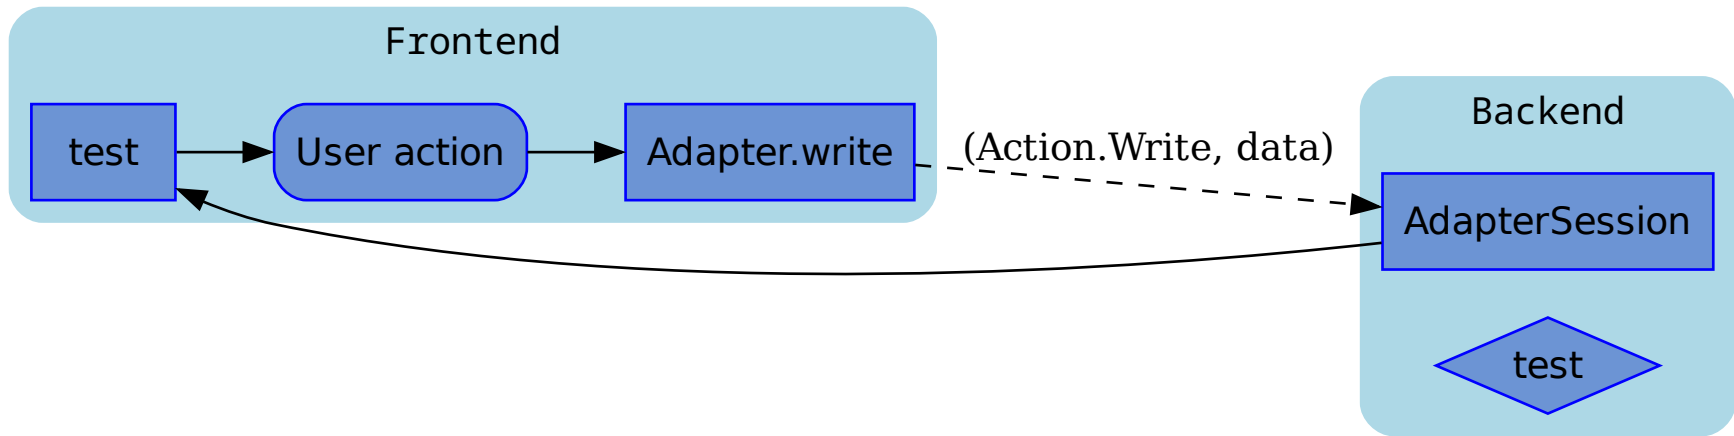 Frontend
test
User action
Adapter.write
(Action.Write, data)
Backend
AdapterSession
test